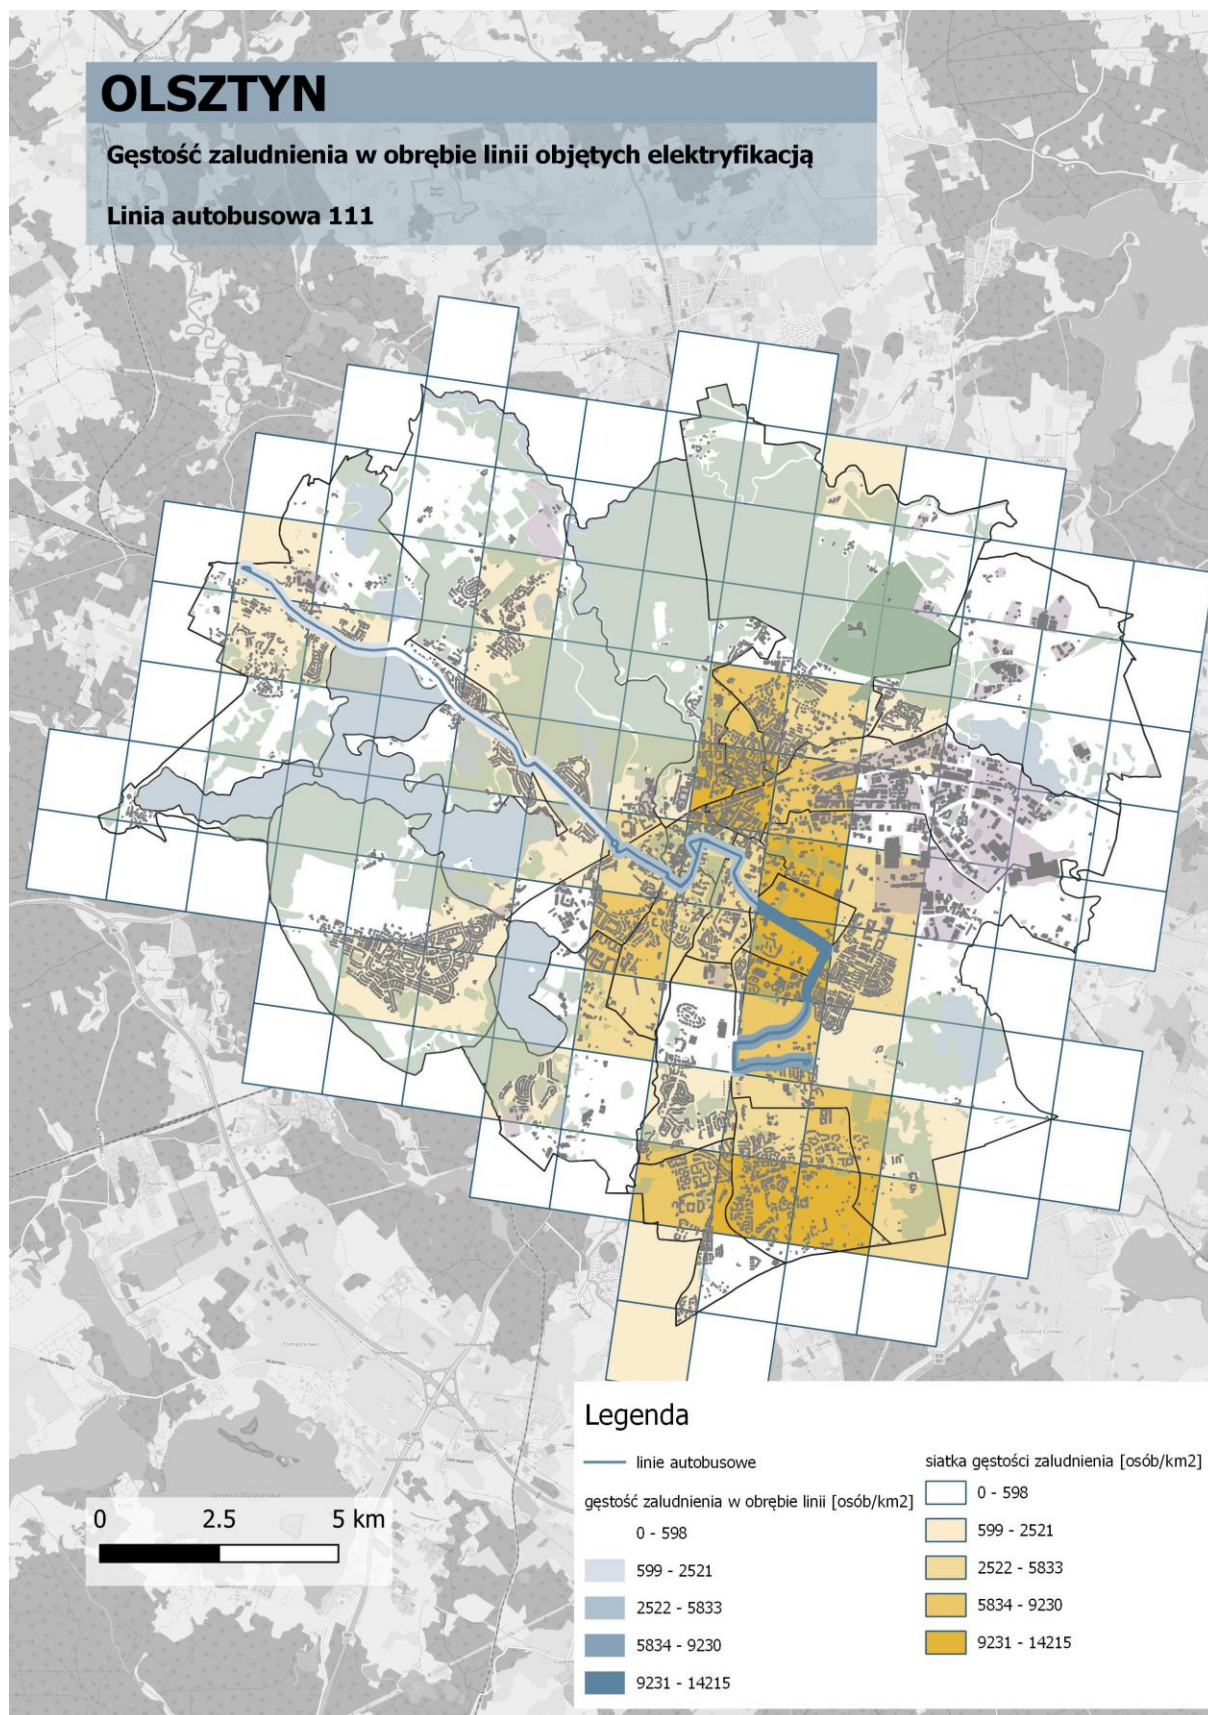 OLSZTYN
Gęstość zaludnienia w obrębie linii objętych elektryfikacją
Linia autobusowa 111
Legenda
linie autobusowe
gęstość zaludnienia w obrębie linii [osób/km2]
0 - 598
599 - 2521
2522 - 5833
5834 - 9230
9231 - 14215
siatka gęstości zaludnienia [osób/km2]
0 - 598
599 - 2521
2522 - 5833
5834 - 9230
9231 - 14215
0 2.5 5 km